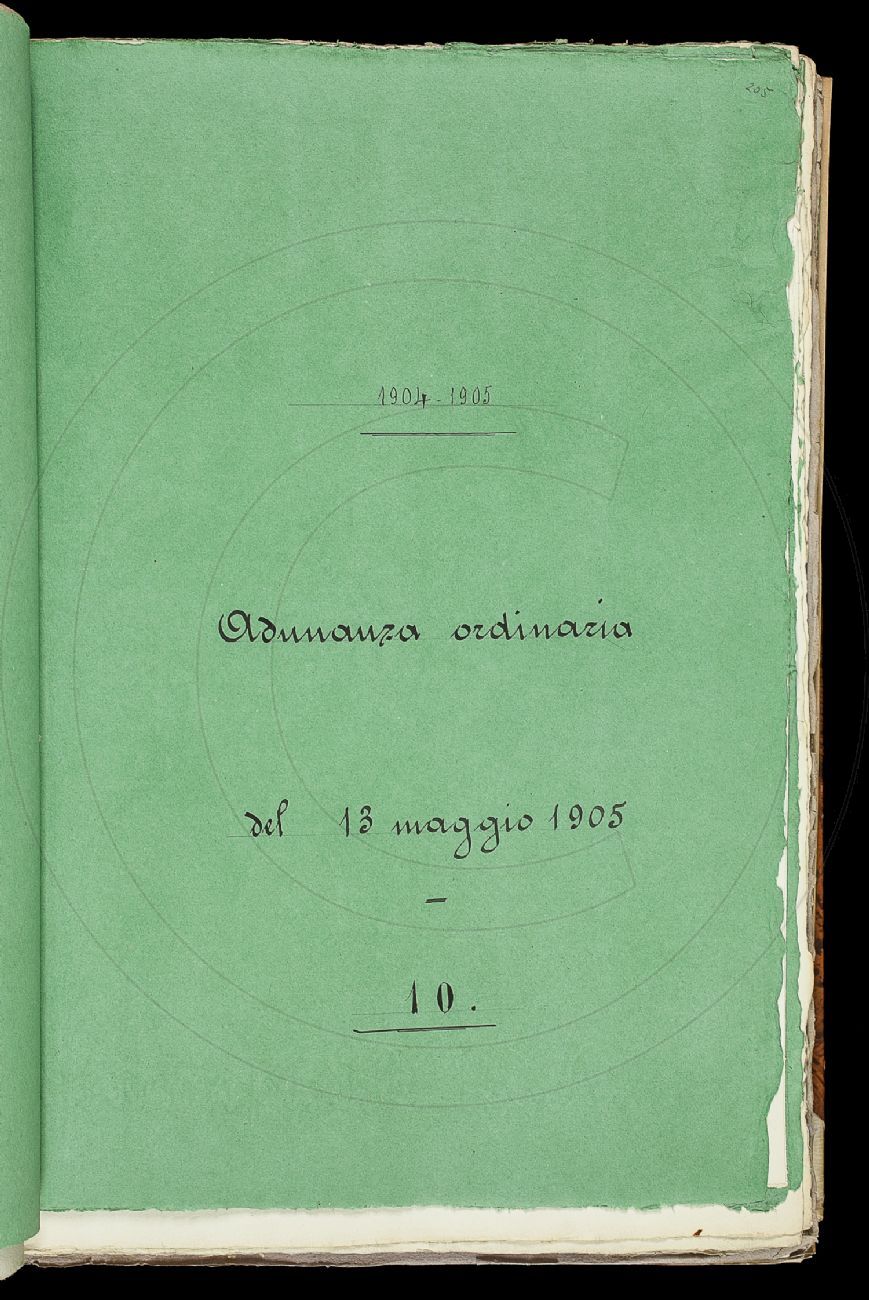 205
1904-1905
Adunanza ordinaria
del 13 maggio 1905
10.